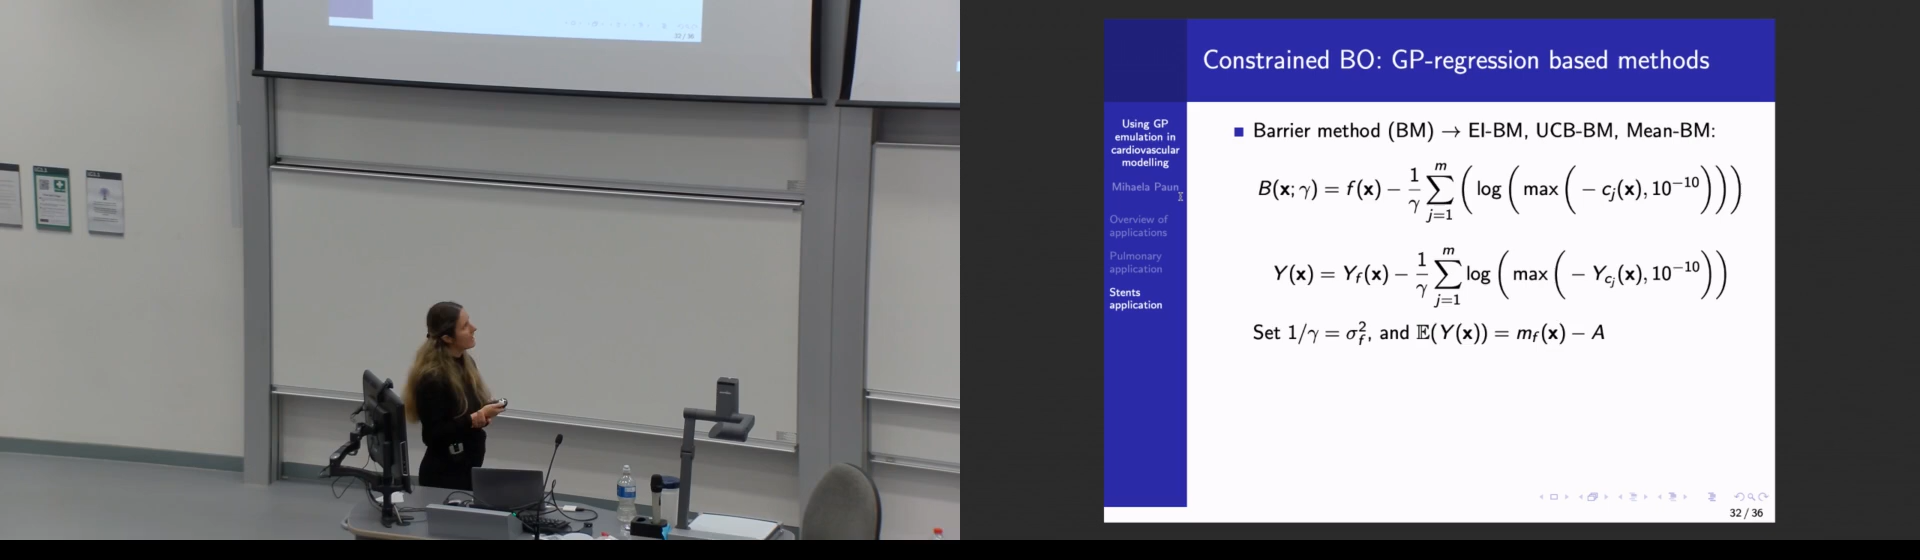 32 / 36
Constrained BO: GP-regression based methods
Using GP
emulation in
cardiovascular
modelling
Mihaela Paun
Overview of
applications
Pulmonary
application
Stents
application
Barrier method (BM) → EI-BM, UCB-BM, Mean-BM:
B(x; γ) = f(x) − 1/γ ∑_{j=1}^{m} ( log ( max ( − c_j(x), 10^{−10} ) ) )
Y(x) = Y_f(x) − 1/γ ∑_{j=1}^{m} log ( max ( − Y_{c_j}(x), 10^{−10} ) )
Set 1/γ = σ_f^2, and 𝔼(Y(x)) = m_f(x) − A
32 / 36